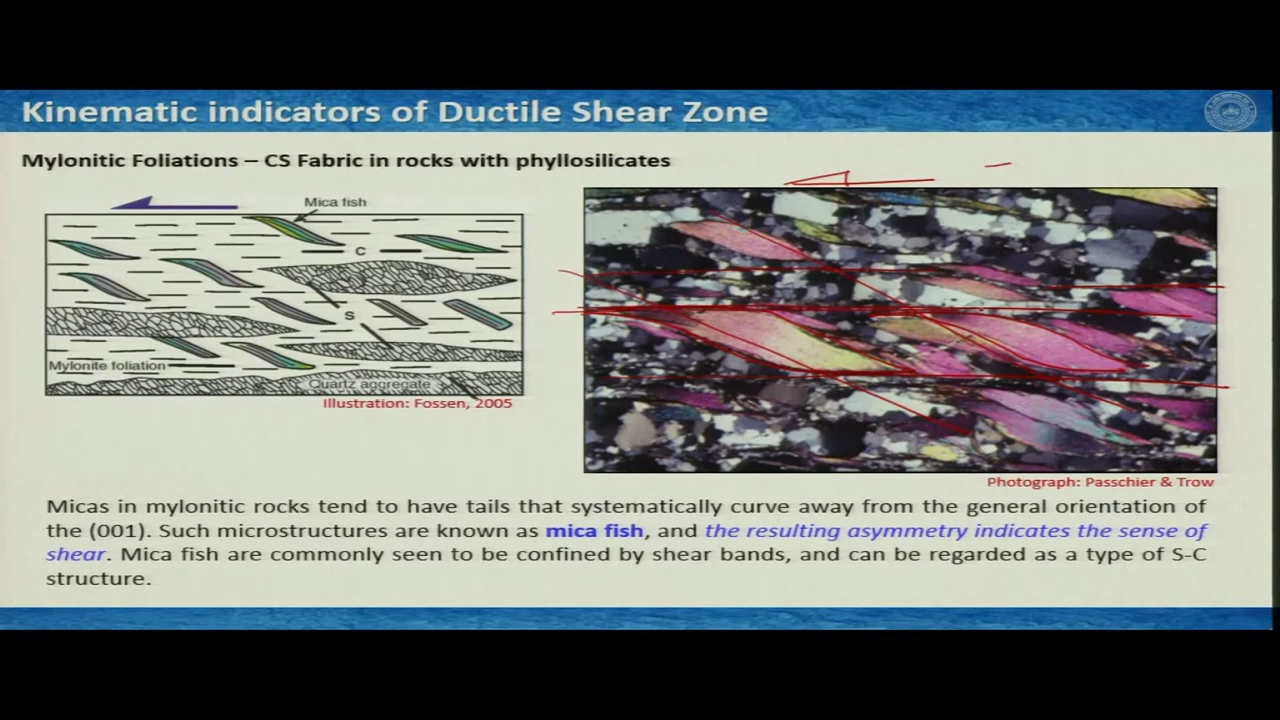 Kinematic indicators of Ductile Shear Zone
Mylonitic Foliations – CS Fabric in rocks with phyllosilicates
Mica fish
C
S
Mylonite foliation
Quartz aggregate
Illustration: Fossen, 2005
Photograph: Passchier & Trow
Micas in mylonitic rocks tend to have tails that systematically curve away from the general orientation of
the (001). Such microstructures are known as mica fish, and the resulting asymmetry indicates the sense of
shear. Mica fish are commonly seen to be confined by shear bands, and can be regarded as a type of S-C
structure.